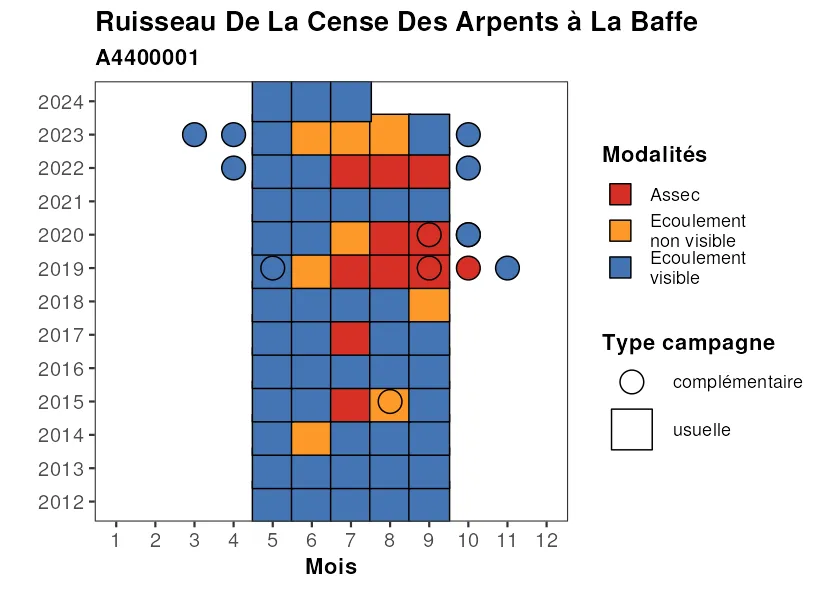 Ruisseau De La Cense Des Arpents à La Baffe
A4400001
2024
2023
2022
2021
2020
2019
2018
2017
2016
2015
2014
2013
2012
1 2 3 4 5 6 7 8 9 10 11 12
Mois
Modalités
Assec
Ecoulement
non visible
Ecoulement
visible
Type campagne
complémentaire
usuelle